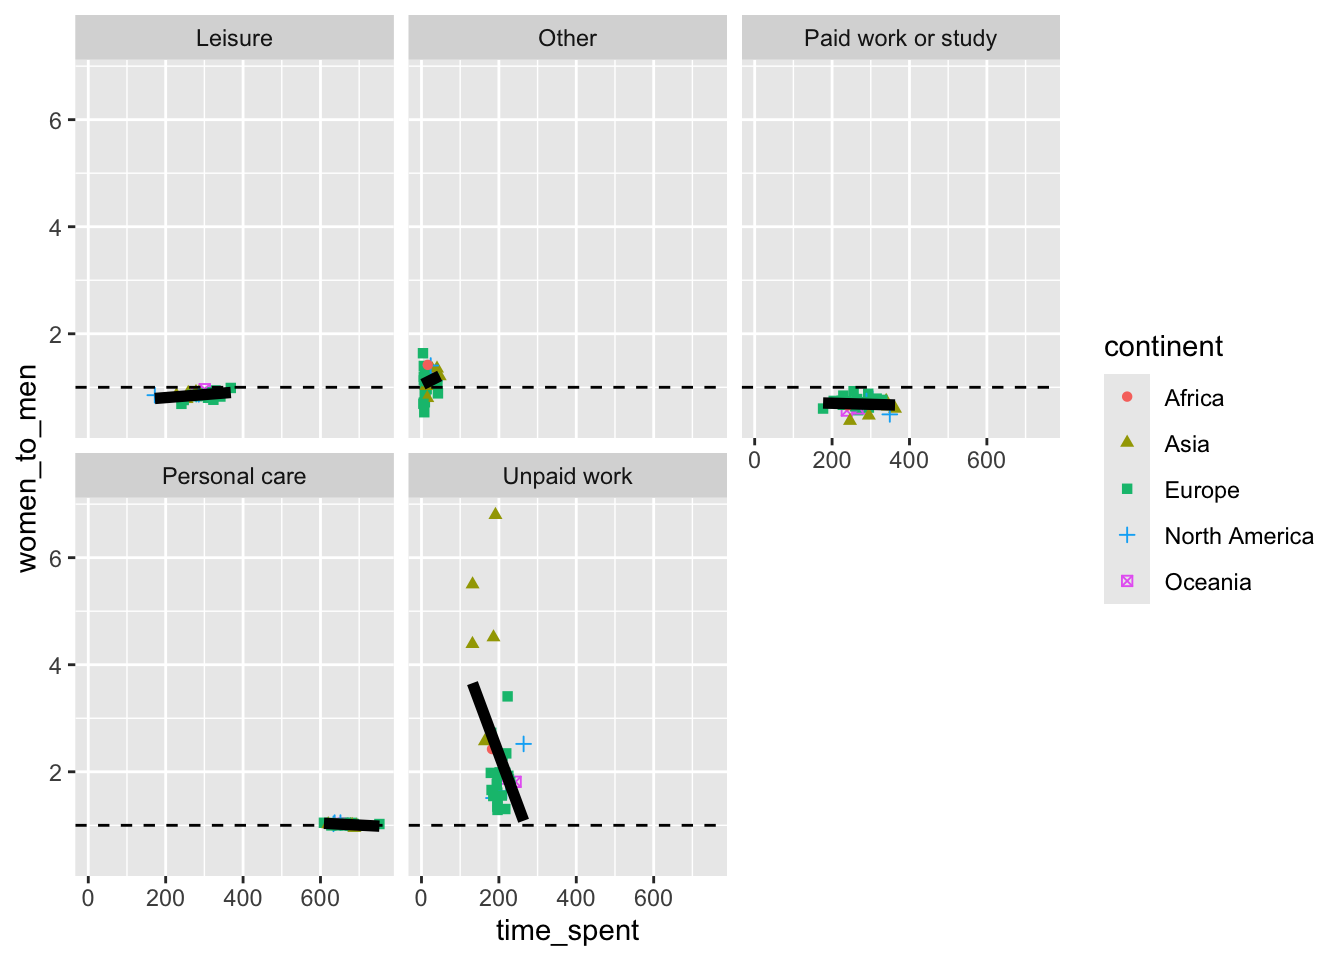 Leisure
Other
Paid work or study
6
4
2
0 200 400 600
women_to_men
Personal care
Unpaid work
6
4
2
0 200 400 600
0 200 400 600
time_spent
continent
Africa
Asia
Europe
North America
Oceania